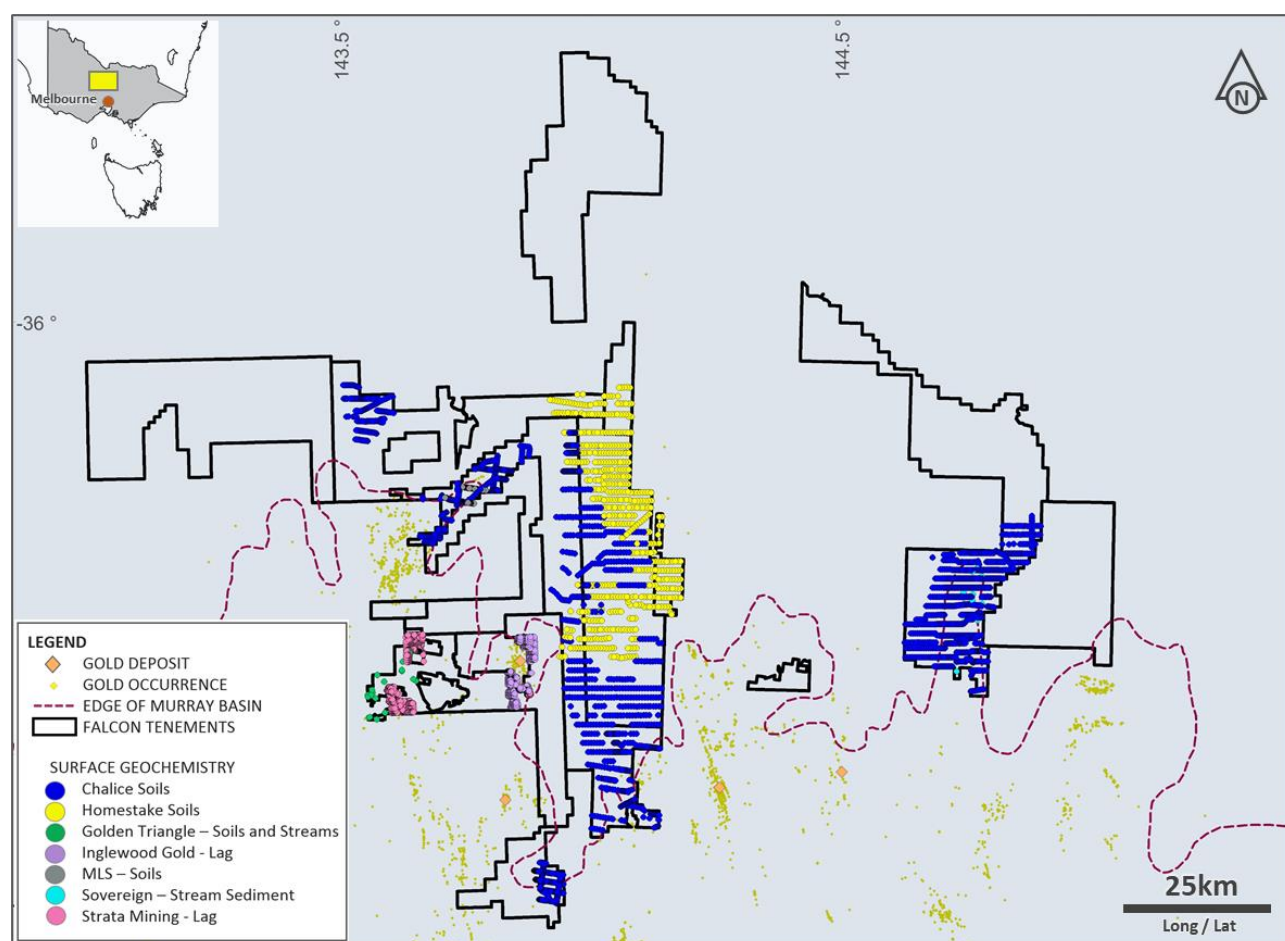 143.5 °
144.5 °
Melbourne
N
-36 °
LEGEND
GOLD DEPOSIT
GOLD OCCURRENCE
EDGE OF MURRAY BASIN
FALCON TENEMENTS
SURFACE GEOCHEMISTRY
Chalice Soils
Homestake Soils
Golden Triangle – Soils and Streams
Inglewood Gold - Lag
MLS – Soils
Sovereign – Stream Sediment
Strata Mining - Lag
25km
Long / Lat